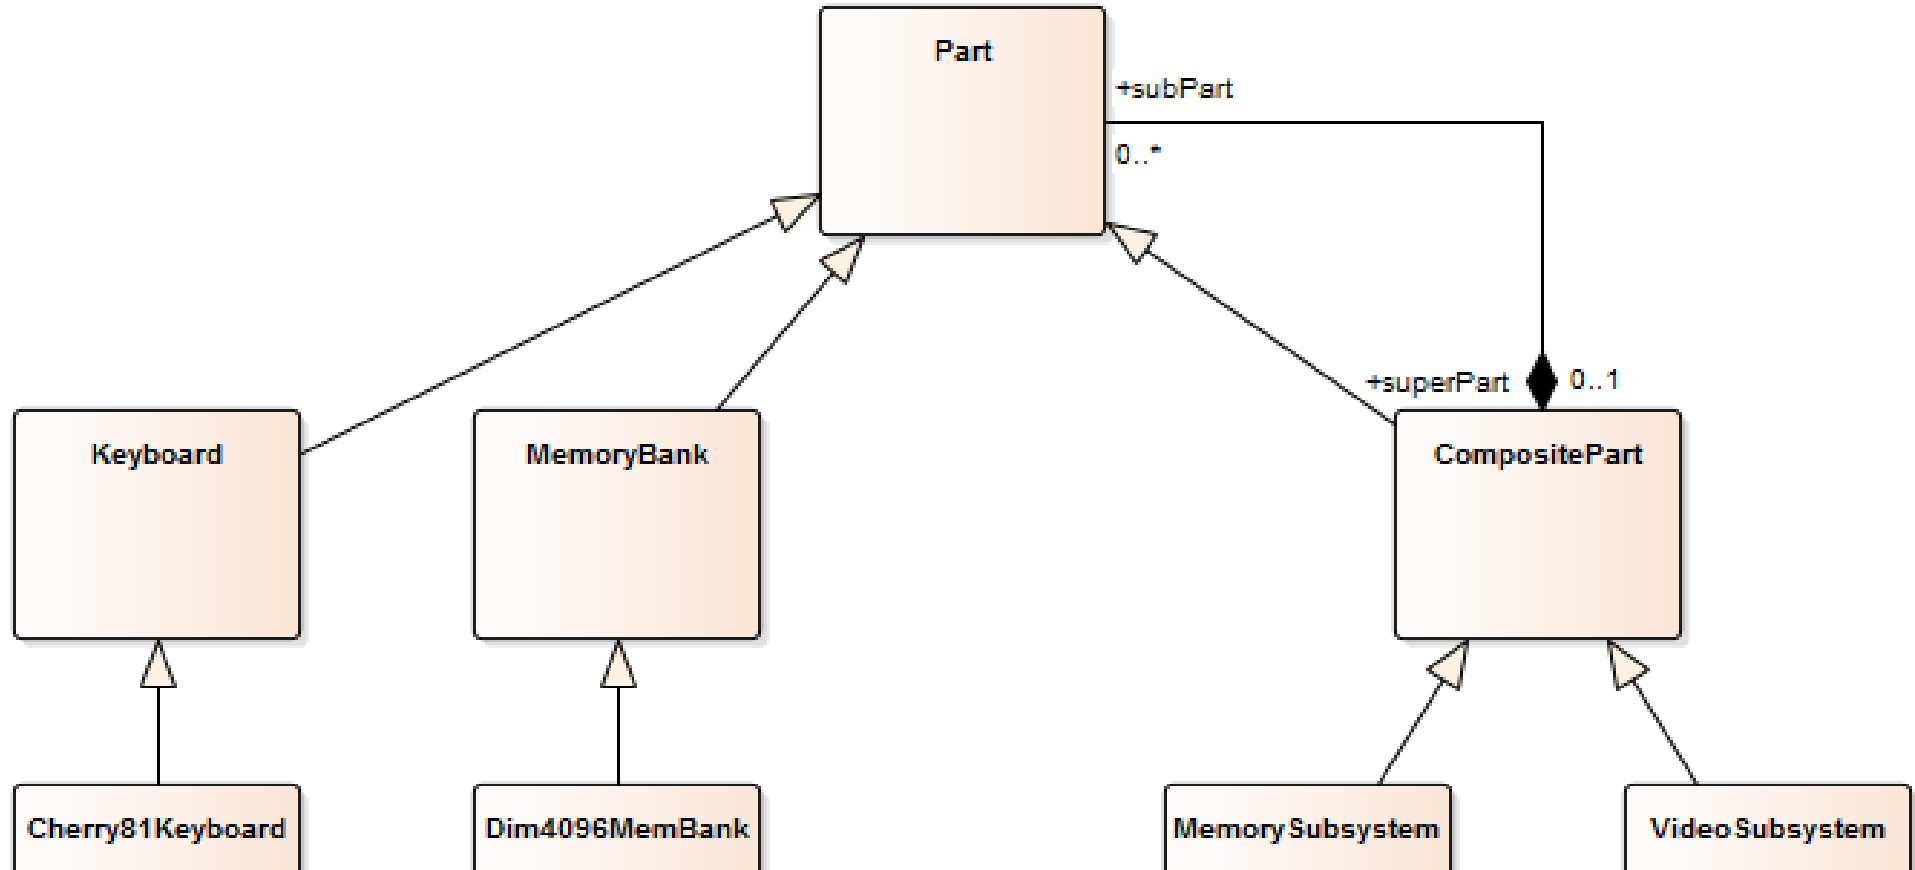 Part
+subPart
0..*
+superPart
0..1
Keyboard
MemoryBank
CompositePart
Cherry81Keyboard
Dim4096MemBank
MemorySubsystem
VideoSubsystem